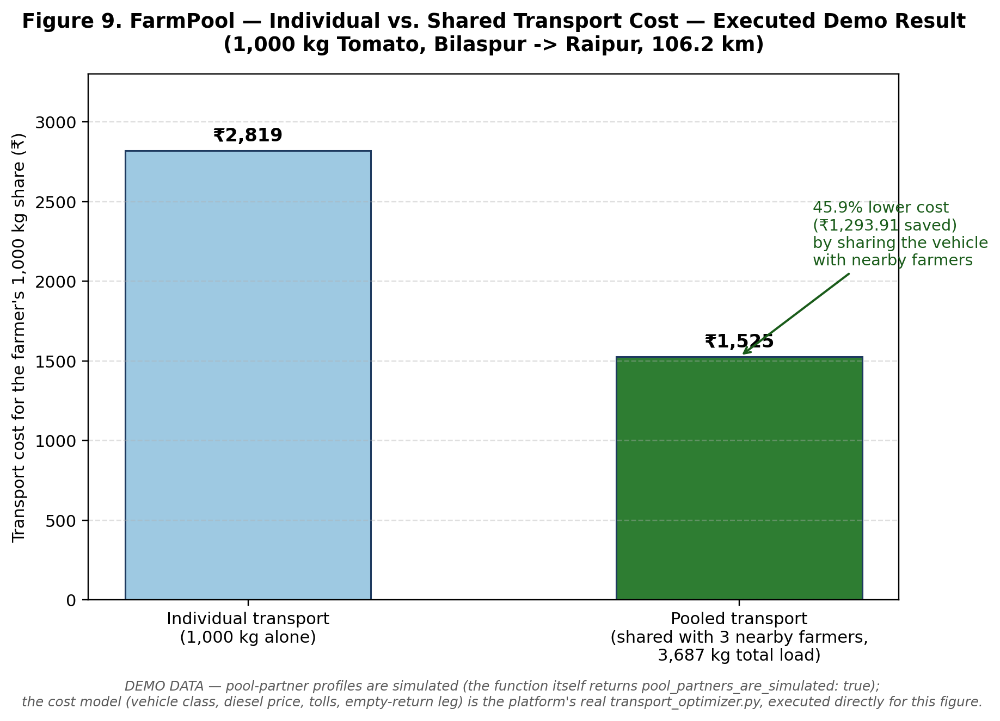 Figure 9. FarmPool — Individual vs. Shared Transport Cost — Executed Demo Result
(1,000 kg Tomato, Bilaspur -> Raipur, 106.2 km)
Transport cost for the farmer's 1,000 kg share (₹)
3000
2500
2000
1500
1000
500
0
₹2,819
45.9% lower cost
(₹1,293.91 saved)
by sharing the vehicle
with nearby farmers
₹1,525
Individual transport
(1,000 kg alone)
Pooled transport
(shared with 3 nearby farmers,
3,687 kg total load)
DEMO DATA — pool-partner profiles are simulated (the function itself returns pool_partners_are_simulated: true);
the cost model (vehicle class, diesel price, tolls, empty-return leg) is the platform's real transport_optimizer.py, executed directly for this figure.